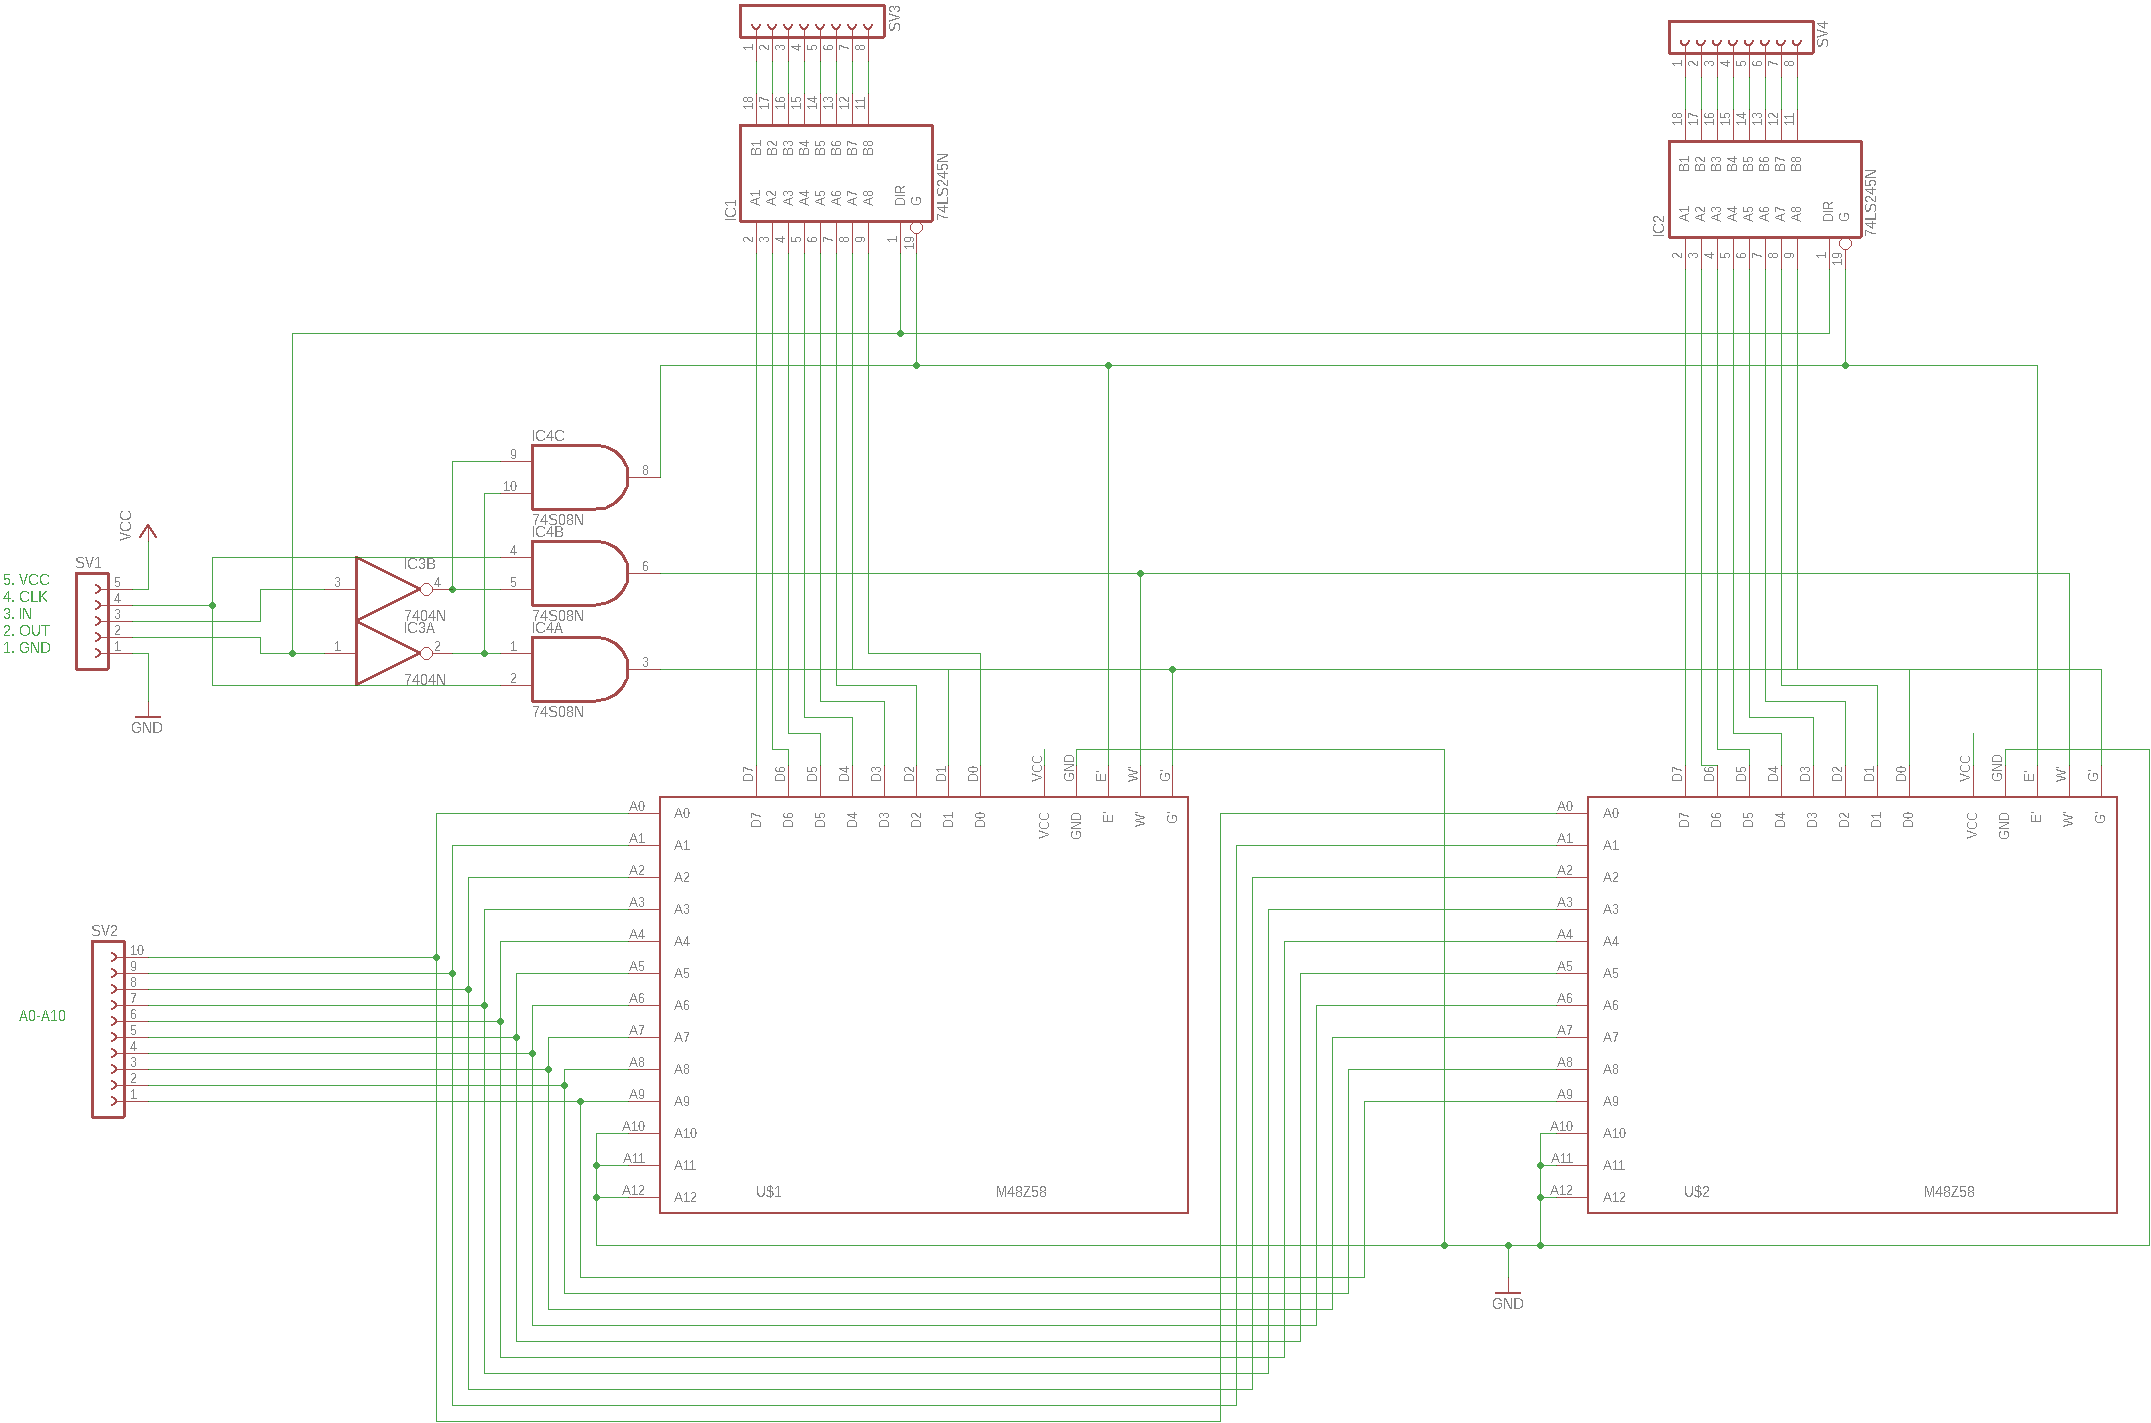 SV3
1 2 3 4 5 6 7 8
18 17 16 15 14 13 12 11
B1 B2 B3 B4 B5 B6 B7 B8
A1 A2 A3 A4 A5 A6 A7 A8 DIR G
IC1
74LS245N
2 3 4 5 6 7 8 9 1 19
SV4
1 2 3 4 5 6 7 8
18 17 16 15 14 13 12 11
B1 B2 B3 B4 B5 B6 B7 B8
A1 A2 A3 A4 A5 A6 A7 A8 DIR G
IC2
74LS245N
2 3 4 5 6 7 8 9 1 19
IC4C
9
10
8
74S08N
IC4B
4
5
6
74S08N
IC4A
1
2
3
74S08N
IC3B
3
4
7404N
IC3A
1
2
7404N
VCC
SV1
5. VCC
4. CLK
3. IN
2. OUT
1. GND
5
4
3
2
1
GND
D7 D6 D5 D4 D3 D2 D1 D0 VCC GND E' W' G'
D7 D6 D5 D4 D3 D2 D1 D0 VCC GND E' W' G'
A0 A0
A1 A1
A2 A2
A3 A3
A4 A4
A5 A5
A6 A6
A7 A7
A8 A8
A9 A9
A10 A10
A11 A11
A12 A12
U$1
M48Z58
D7 D6 D5 D4 D3 D2 D1 D0 VCC GND E' W' G'
D7 D6 D5 D4 D3 D2 D1 D0 VCC GND E' W' G'
A0 A0
A1 A1
A2 A2
A3 A3
A4 A4
A5 A5
A6 A6
A7 A7
A8 A8
A9 A9
A10 A10
A11 A11
A12 A12
U$2
M48Z58
SV2
A0-A10
10
9
8
7
6
5
4
3
2
1
GND